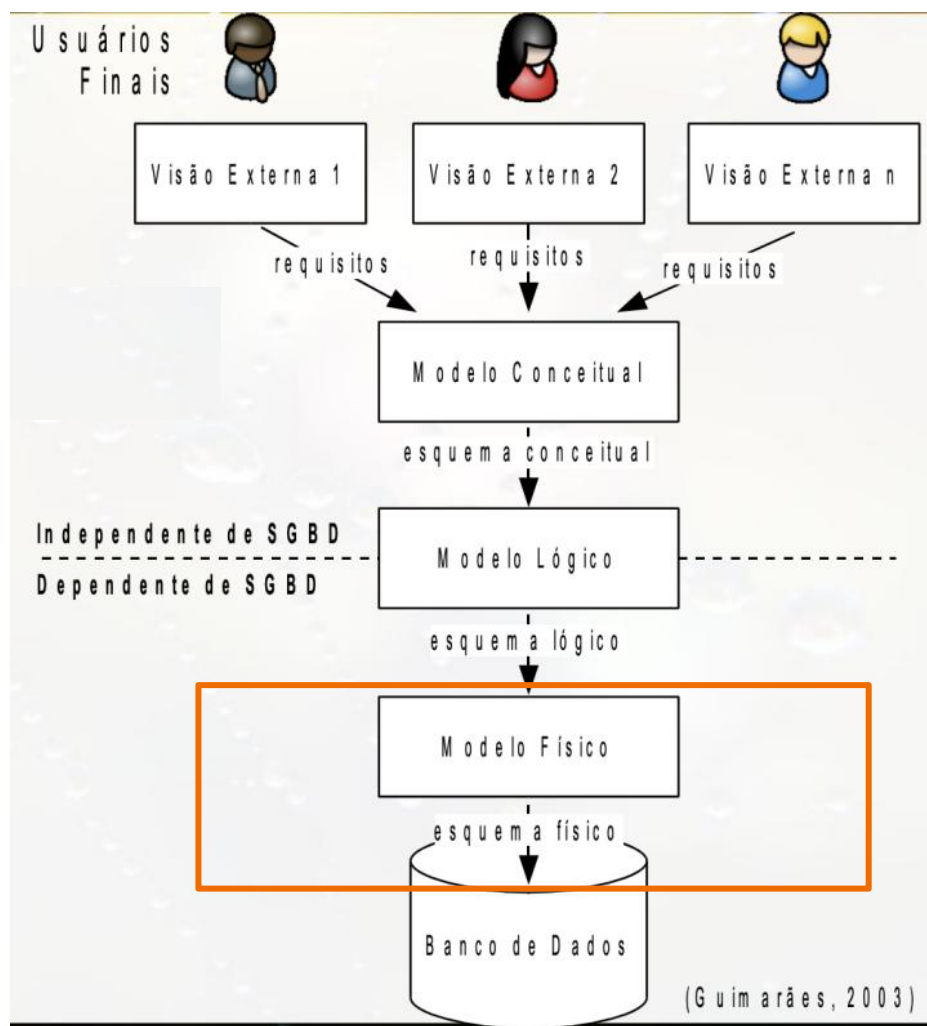 Usuários
Finais
Visão Externa 1
Visão Externa 2
Visão Externa n
requisitos
requisitos
requisitos
Modelo Conceitual
esquema conceitual
Independente de SGBD
Modelo Lógico
Dependente de SGBD
esquema lógico
Modelo Físico
esquema físico
Banco de Dados
(Guimarães, 2003)